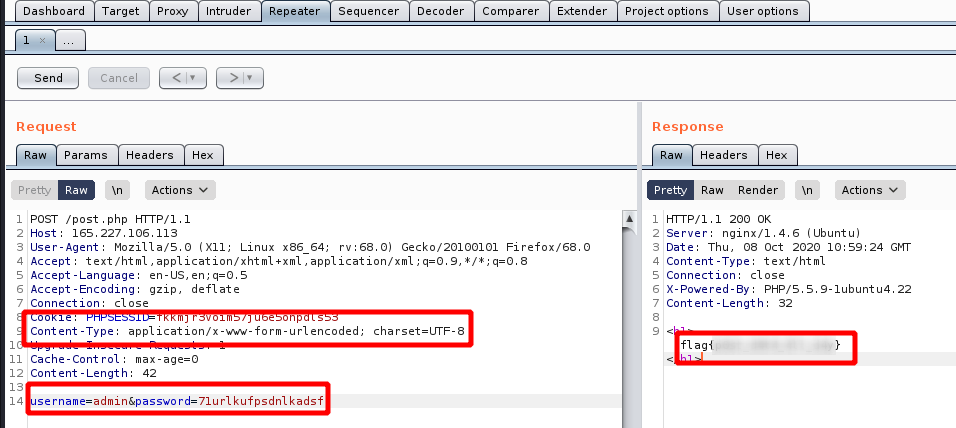 Dashboard Target Proxy Intruder Repeater Sequencer Decoder Comparer Extender Project options User options
1 × ...
Send Cancel < >
Request
Raw Params Headers Hex
Pretty Raw \n Actions
1 POST /post.php HTTP/1.1
2 Host: 165.227.106.113
3 User-Agent: Mozilla/5.0 (X11; Linux x86_64; rv:68.0) Gecko/20100101 Firefox/68.0
4 Accept: text/html,application/xhtml+xml,application/xml;q=0.9,*/*;q=0.8
5 Accept-Language: en-US,en;q=0.5
6 Accept-Encoding: gzip, deflate
7 Connection: close
8 Cookie: PHPSESSID=fkkmjr3voim57ju6e5onpdls53
9 Content-Type: application/x-www-form-urlencoded; charset=UTF-8
10 Upgrade-Insecure-Requests: 1
11 Cache-Control: max-age=0
12 Content-Length: 42
13
14 username=admin&password=71urlkufpsdnlkadsf
Response
Raw Headers Hex
Pretty Raw Render \n Actions
1 HTTP/1.1 200 OK
2 Server: nginx/1.4.6 (Ubuntu)
3 Date: Thu, 08 Oct 2020 10:59:24 GMT
4 Content-Type: text/html
5 Connection: close
6 X-Powered-By: PHP/5.5.9-1ubuntu4.22
7 Content-Length: 32
8
9 <h1>
flag{ }
</h1>